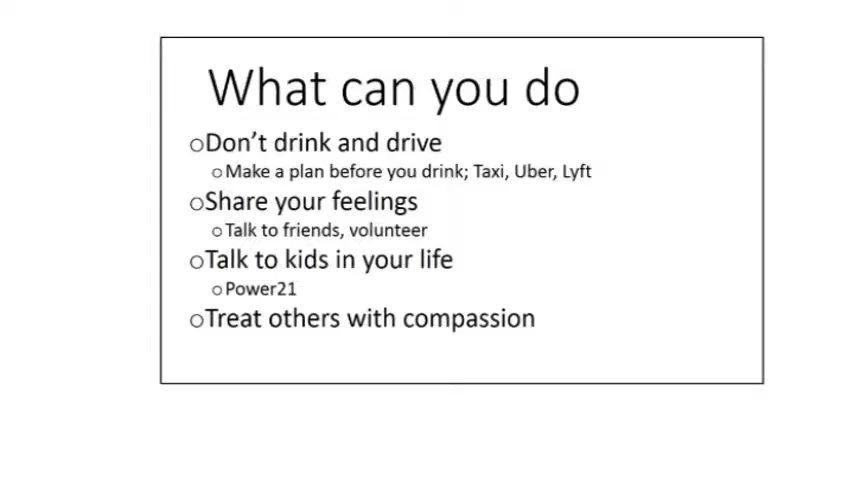 What can you do
○Don't drink and drive
○Make a plan before you drink; Taxi, Uber, Lyft
○Share your feelings
○Talk to friends, volunteer
○Talk to kids in your life
○Power21
○Treat others with compassion